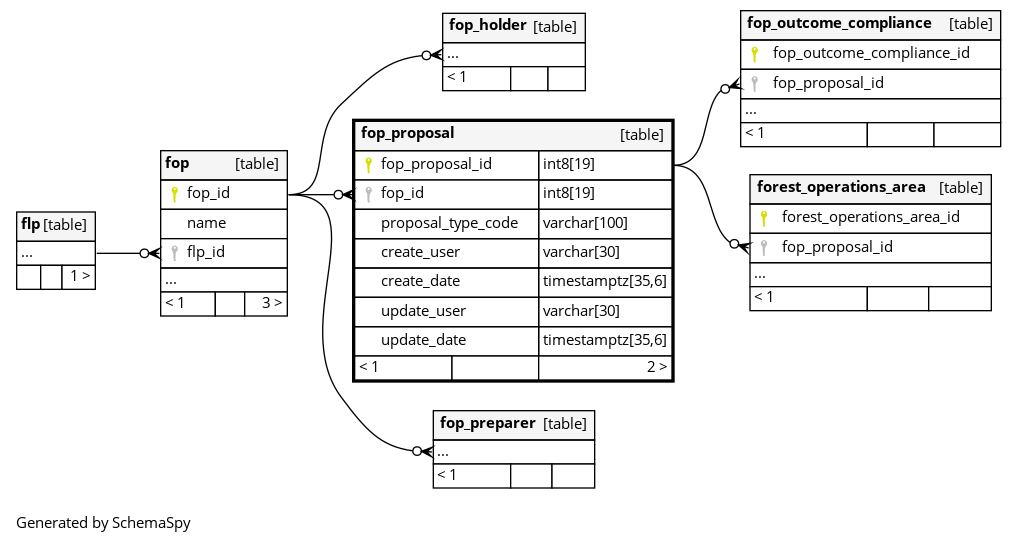 fop_holder [table]
...
< 1
fop_outcome_compliance [table]
fop_outcome_compliance_id
fop_proposal_id
...
< 1
fop_proposal [table]
fop_proposal_id int8[19]
fop_id int8[19]
proposal_type_code varchar[100]
create_user varchar[30]
create_date timestamptz[35,6]
update_user varchar[30]
update_date timestamptz[35,6]
< 1 2 >
fop [table]
fop_id
name
flp_id
...
< 1 3 >
flp [table]
...
1 >
forest_operations_area [table]
forest_operations_area_id
fop_proposal_id
...
< 1
fop_preparer [table]
...
< 1
Generated by SchemaSpy